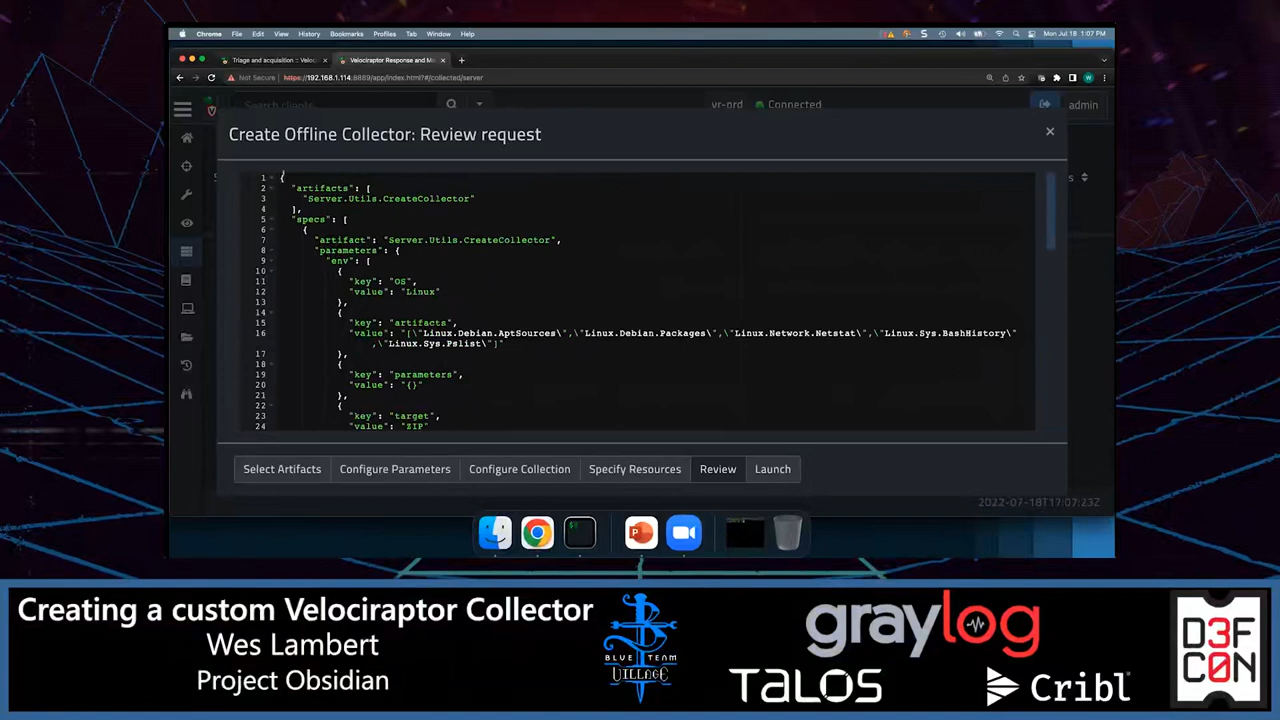 Chrome File Edit View History Bookmarks Profiles Tab Window Help
Mon Jul 18 1:07 PM
Triage and acquisition :: Veloc
Velociraptor Response and Mo
Not Secure https://192.168.1.114:8889/app/index.html?#/collected/server
Search clients
vr-prd Connected
admin
Create Offline Collector: Review request
1 {
2 "artifacts": [
3 "Server.Utils.CreateCollector"
4 ],
5 "specs": [
6 {
7 "artifact": "Server.Utils.CreateCollector",
8 "parameters": {
9 "env": [
10 {
11 "key": "OS",
12 "value": "Linux"
13 },
14 {
15 "key": "artifacts",
16 "value": "[\"Linux.Debian.AptSources\",\"Linux.Debian.Packages\",\"Linux.Network.Netstat\",\"Linux.Sys.BashHistory\"
,\"Linux.Sys.Pslist\"]"
17 },
18 {
19 "key": "parameters",
20 "value": "{}"
21 },
22 {
23 "key": "target",
24 "value": "ZIP"
Select Artifacts Configure Parameters Configure Collection Specify Resources Review Launch
2022-07-18T17:07:23Z
Creating a custom Velociraptor Collector
Wes Lambert
Project Obsidian
BLUE TEAM
VILLAGE
graylog
TALOS
Cribl
D3F
C0N